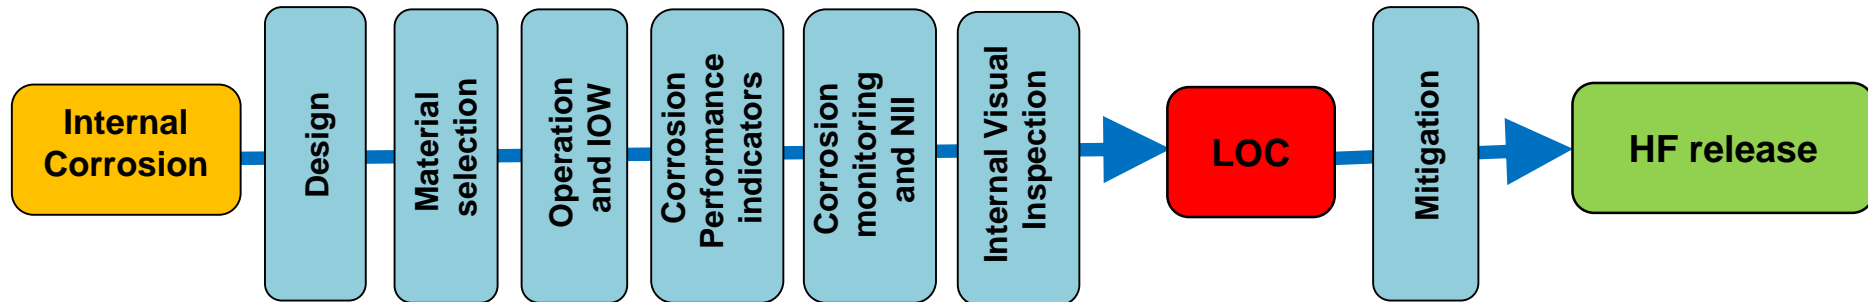 Internal
Corrosion
Design
Material
selection
Operation
and IOW
Corrosion
Performance
indicators
Corrosion
monitoring
and NII
Internal Visual
Inspection
LOC
Mitigation
HF release